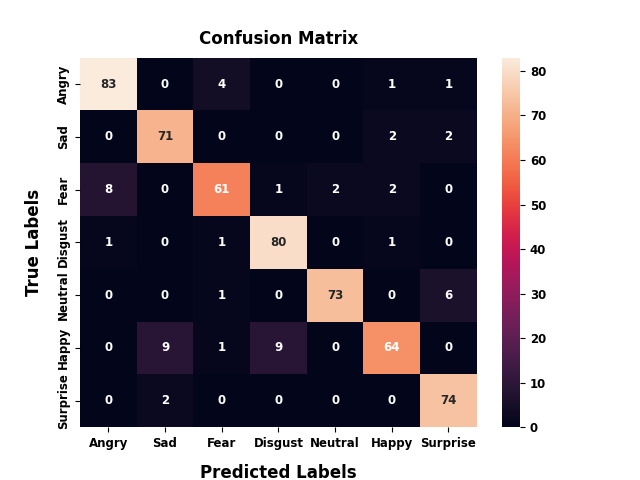 Confusion Matrix
True Labels
Angry 83 0 4 0 0 1 1
Sad 0 71 0 0 0 2 2
Fear 8 0 61 1 2 2 0
Disgust 1 0 1 80 0 1 0
Neutral 0 0 1 0 73 0 6
Happy 0 9 1 9 0 64 0
Surprise 0 2 0 0 0 0 74
Angry Sad Fear Disgust Neutral Happy Surprise
Predicted Labels
80
70
60
50
40
30
20
10
0